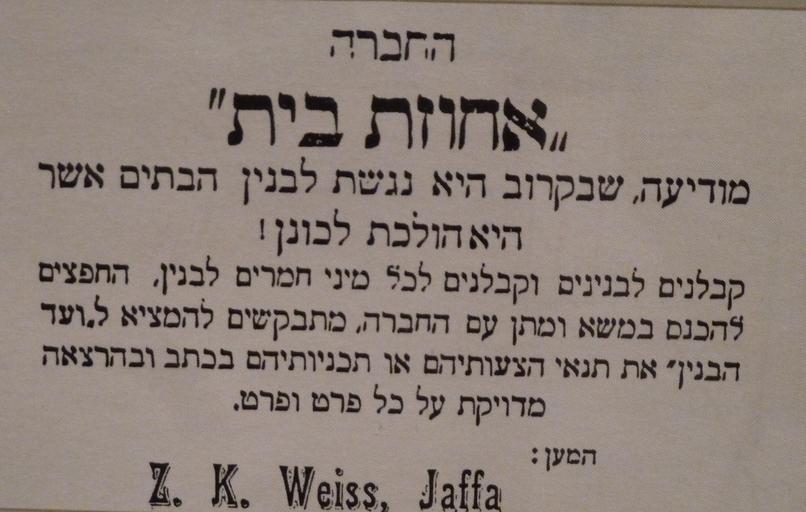 החברה
„אחוזת בית"
מודיעה, שבקרוב היא נגשת לבנין הבתים אשר
היא הולכת לכונן!
קבלנים לבנינים וקבלנים לכל מיני חמרים לבנין, החפצים
להכנס במשא ומתן עם החברה, מתבקשים להמציא ל„ועד
הבנין" את תנאי הצעותיהם או תכניותיהם בכתב ובהרצאה
מדויקת על כל פרט ופרט.
המען:
Z. K. Weiss, Jaffa